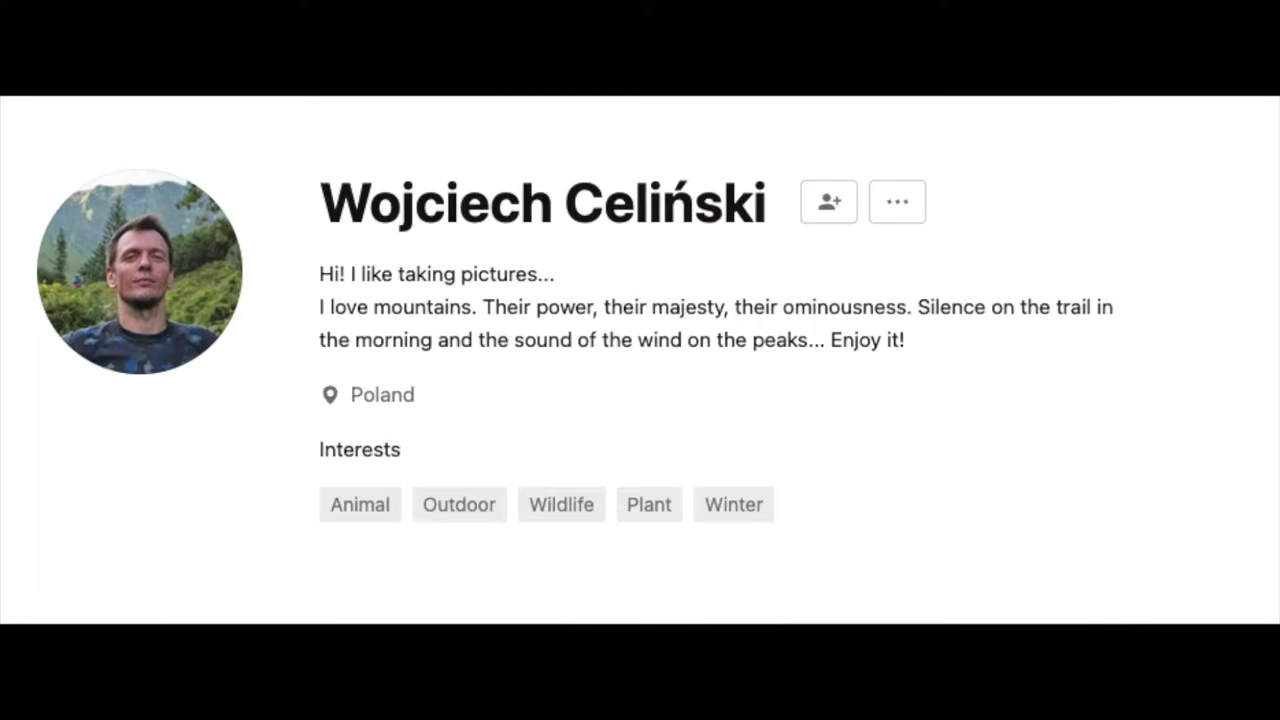 Wojciech Celiński
Hi! I like taking pictures...
I love mountains. Their power, their majesty, their ominousness. Silence on the trail in
the morning and the sound of the wind on the peaks... Enjoy it!
Poland
Interests
Animal Outdoor Wildlife Plant Winter